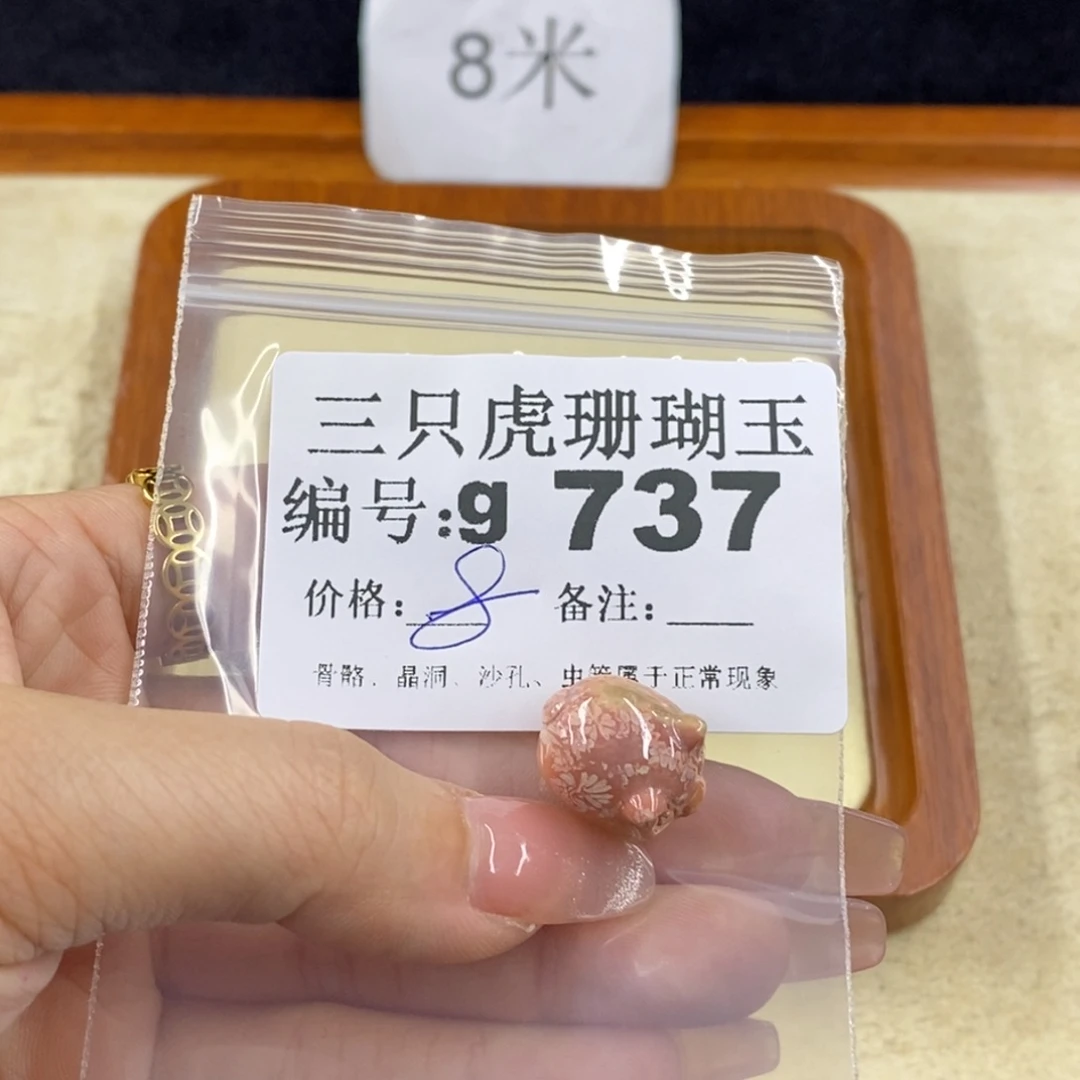 8米
三只虎珊瑚玉
编号:g 737
价格:8 备注:____
骨骼、晶洞、沙孔、虫管属于正常现象